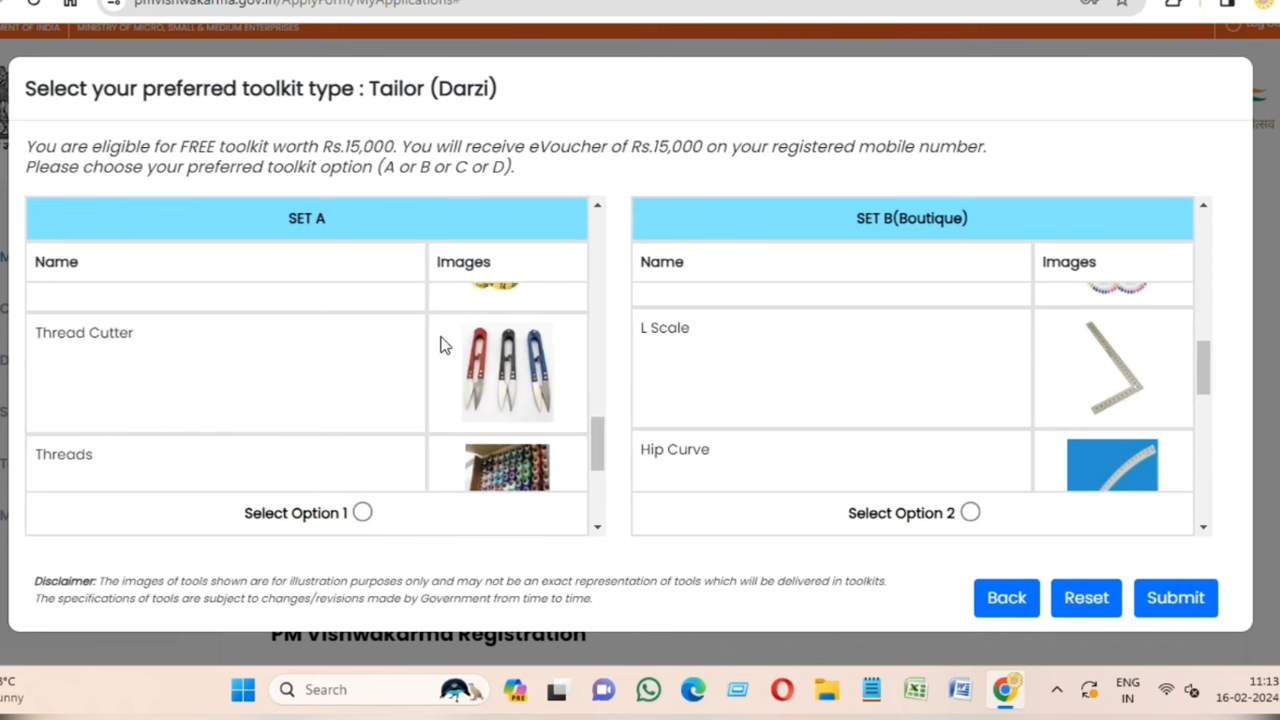 pmvishwakarma.gov.in/ApplyForm/MyApplications#
MENT OF INDIA | MINISTRY OF MICRO, SMALL & MEDIUM ENTERPRISES
Select your preferred toolkit type : Tailor (Darzi)
You are eligible for FREE toolkit worth Rs.15,000. You will receive eVoucher of Rs.15,000 on your registered mobile number.
Please choose your preferred toolkit option (A or B or C or D).
SET A
SET B(Boutique)
Name Images
Name Images
Thread Cutter
L Scale
Threads
Hip Curve
Select Option 1
Select Option 2
Disclaimer: The images of tools shown are for illustration purposes only and may not be an exact representation of tools which will be delivered in toolkits.
The specifications of tools are subject to changes/revisions made by Government from time to time.
Back Reset Submit
PM Vishwakarma Registration
Search
PRE
ENG
IN
11:13
16-02-2024